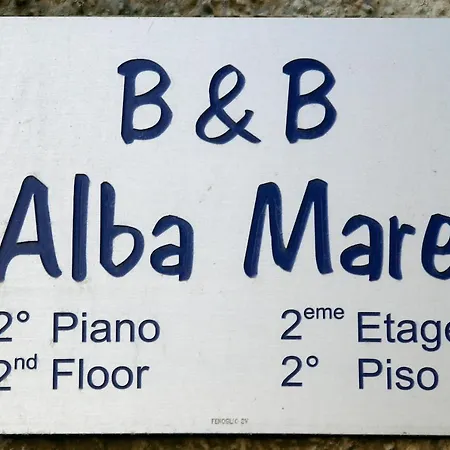 B & B
Alba Mare
2° Piano 2eme Etage
2nd Floor 2° Piso